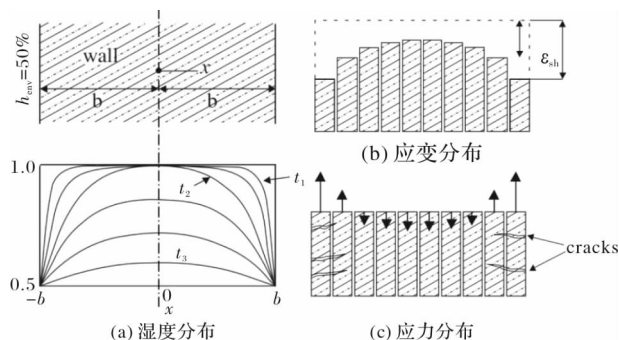 h_env=50%
wall
x
b b
1.0
t_2
t_1
t_3
0.5
-b 0 b
x
(a) 湿度分布
ε_sh
(b) 应变分布
cracks
(c) 应力分布